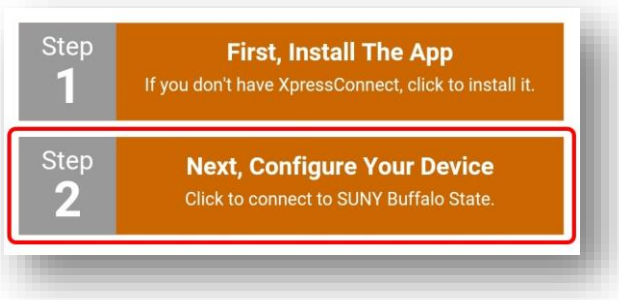 Step
1
First, Install The App
If you don't have XpressConnect, click to install it.
Step
2
Next, Configure Your Device
Click to connect to SUNY Buffalo State.